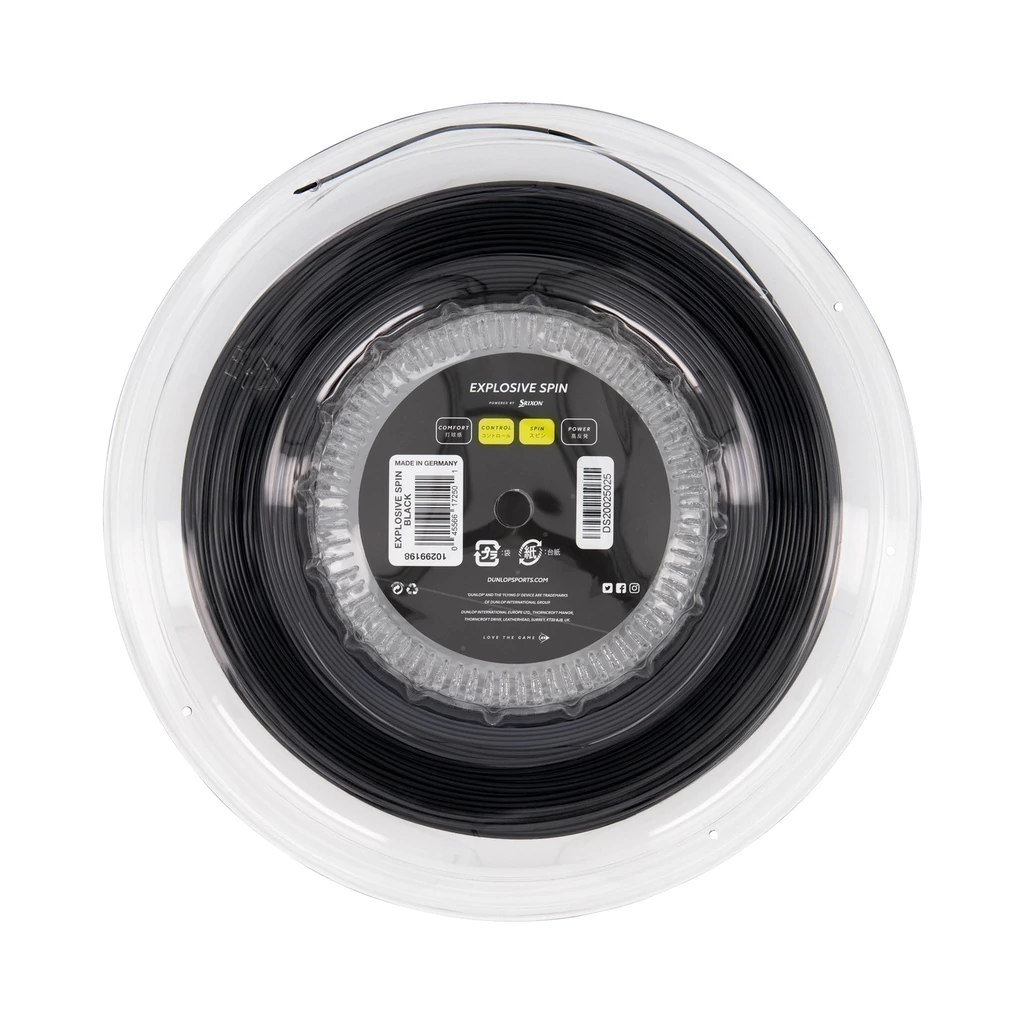 EXPLOSIVE SPIN
POWERED BY SRIXON
COMFORT
打球感
CONTROL
コントロール
SPIN
スピン
POWER
高反発
MADE IN GERMANY
EXPLOSIVE SPIN
BLACK
0 45566 17250 1
10299198
DS20025025
プラ :袋
紙 :台紙
DUNLOPSPORTS.COM
'DUNLOP' AND THE 'FLYING D' DEVICE ARE TRADEMARKS
OF DUNLOP INTERNATIONAL GROUP
DUNLOP INTERNATIONAL EUROPE LTD., THORNCROFT MANOR,
THORNCROFT DRIVE, LEATHERHEAD, SURREY, KT22 8JB, UK
LOVE THE GAME